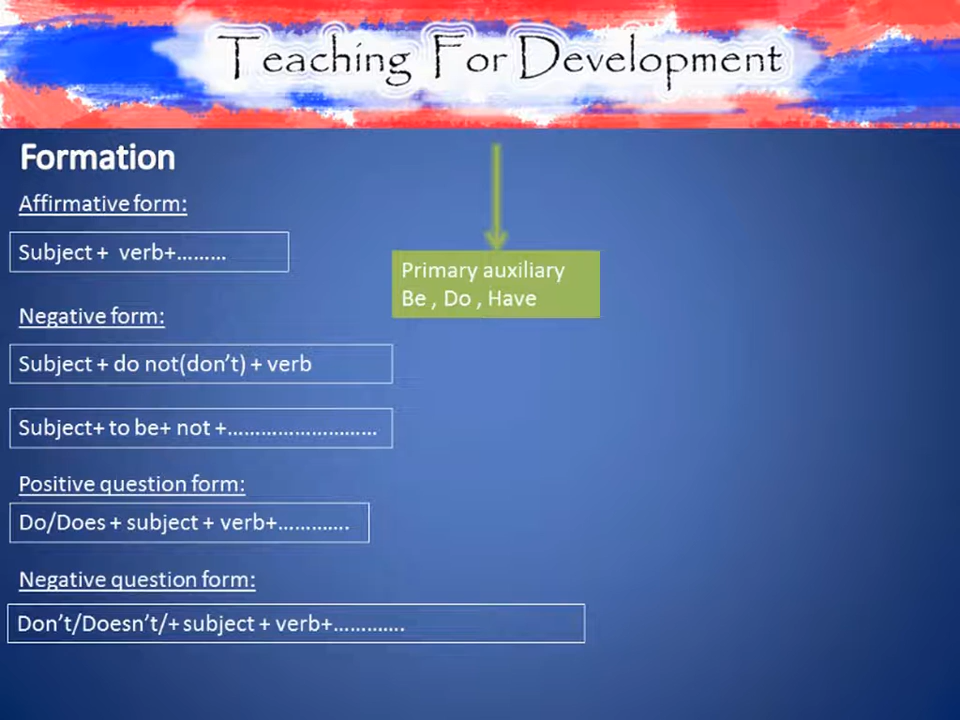 Teaching For Development
Formation
Affirmative form:
Subject + verb+………
Primary auxiliary
Be , Do , Have
Negative form:
Subject + do not(don't) + verb
Subject+ to be+ not +………………………
Positive question form:
Do/Does + subject + verb+………….
Negative question form:
Don't/Doesn't/+ subject + verb+………….